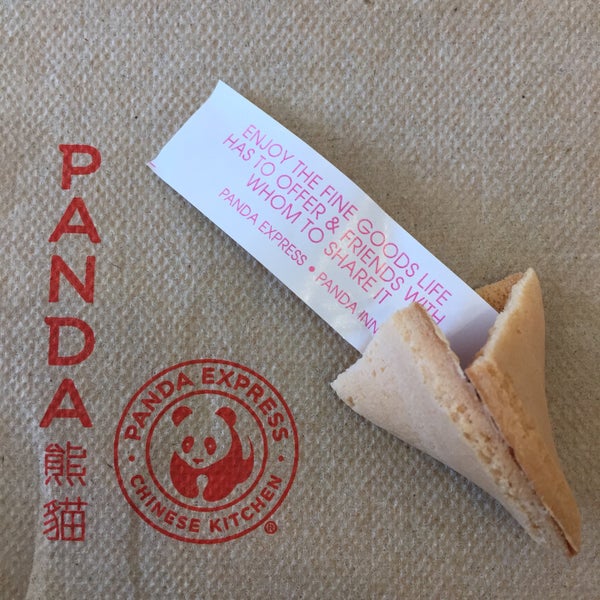 PANDA
熊貓
PANDA EXPRESS
CHINESE KITCHEN
®
ENJOY THE FINE GOODS LIFE
HAS TO OFFER & FRIENDS WITH
WHOM TO SHARE IT
PANDA EXPRESS • PANDA INN